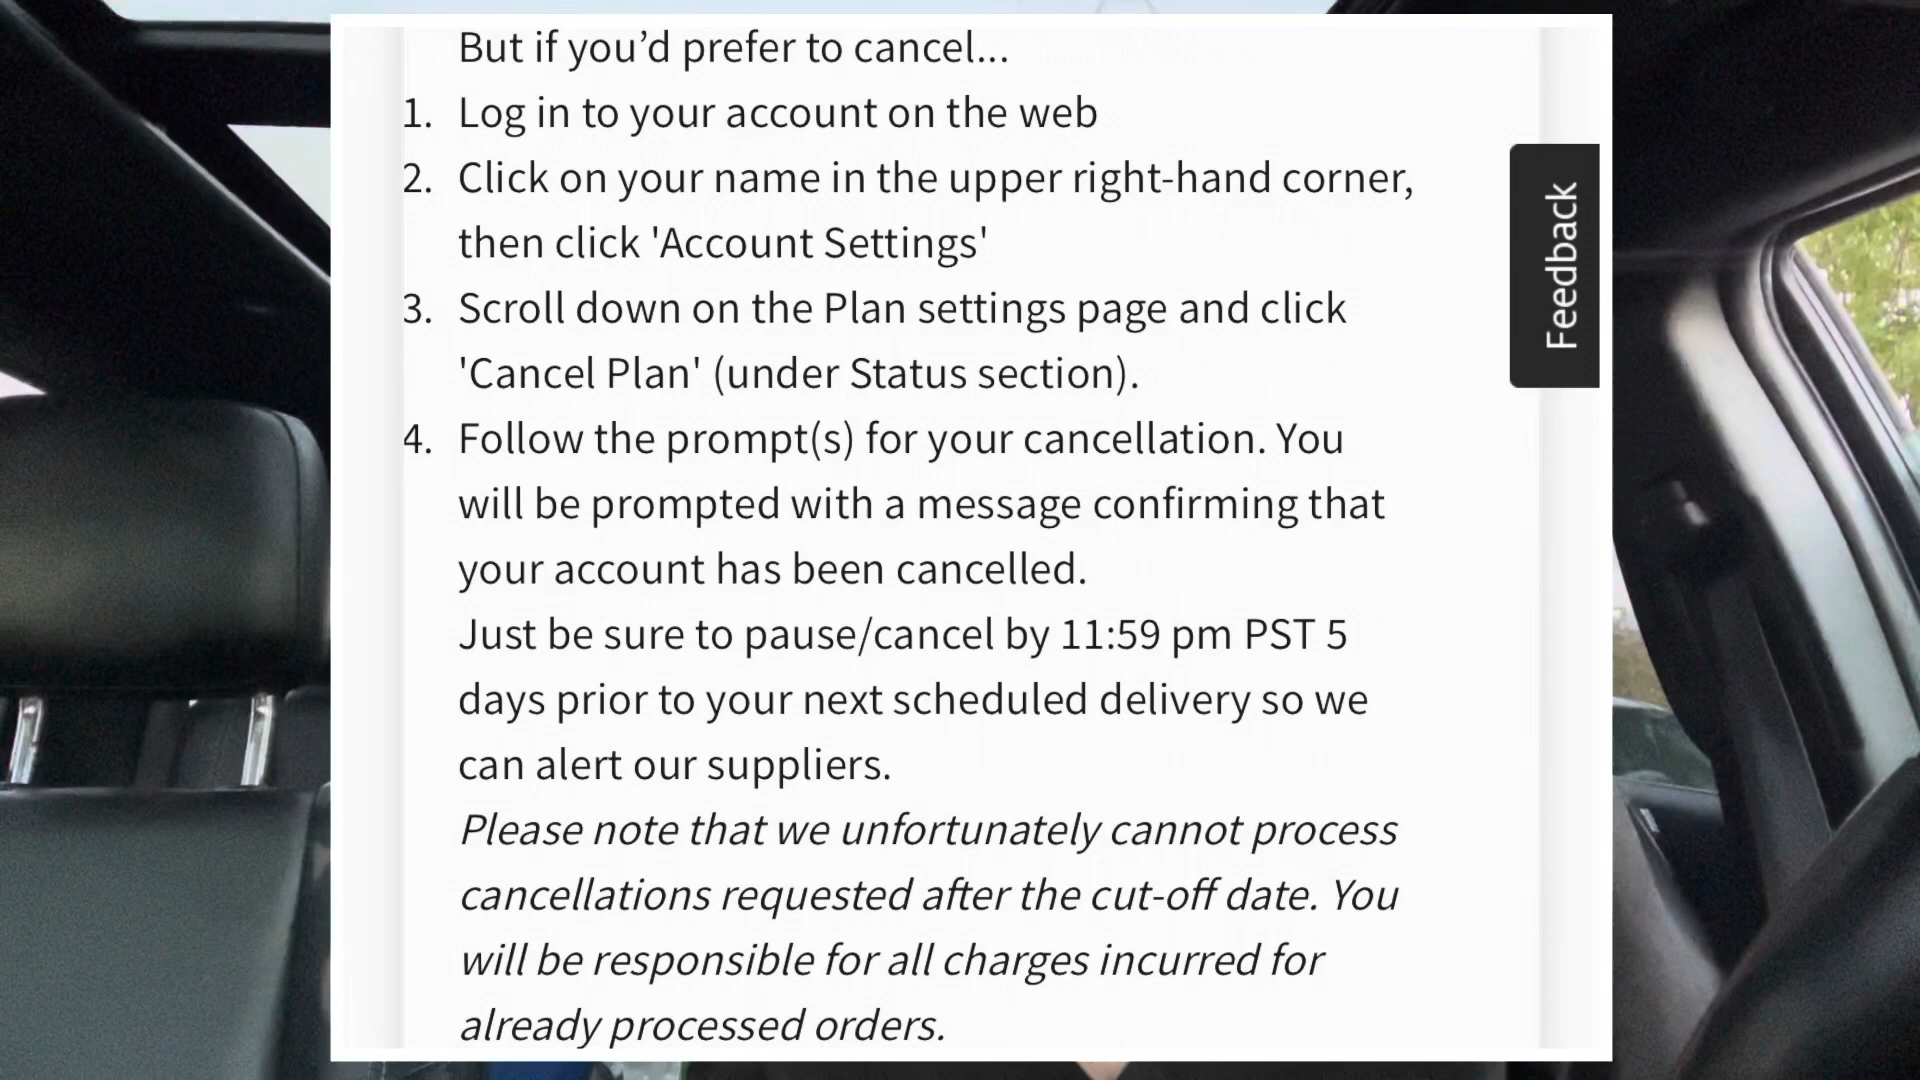 But if you’d prefer to cancel...
1. Log in to your account on the web
2. Click on your name in the upper right-hand corner,
then click 'Account Settings'
3. Scroll down on the Plan settings page and click
'Cancel Plan' (under Status section).
4. Follow the prompt(s) for your cancellation. You
will be prompted with a message confirming that
your account has been cancelled.
Just be sure to pause/cancel by 11:59 pm PST 5
days prior to your next scheduled delivery so we
can alert our suppliers.
Please note that we unfortunately cannot process
cancellations requested after the cut-off date. You
will be responsible for all charges incurred for
already processed orders.
Feedback